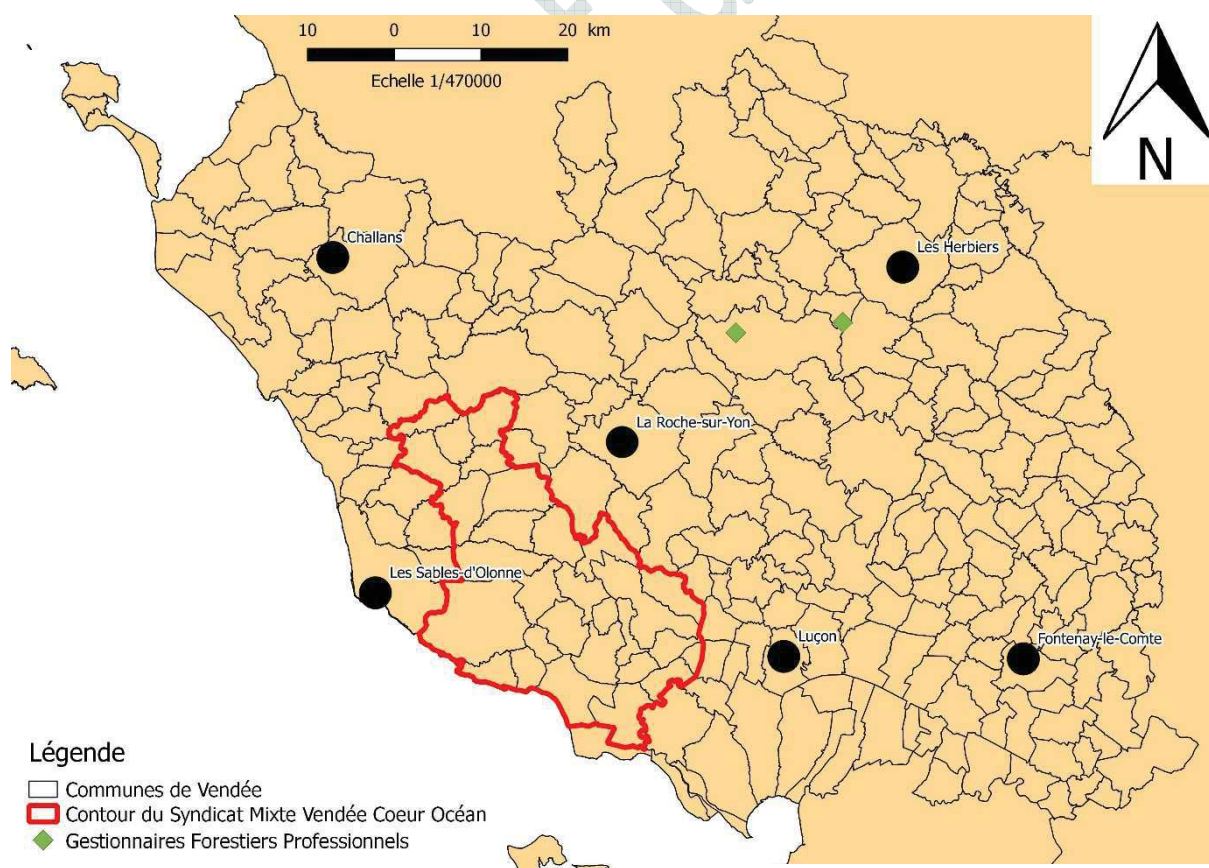 10 0 10 20 km
Echelle 1/470000
N
Challans
Les Herbiers
La Roche-sur-Yon
Les Sables-d'Olonne
Luçon
Fontenay-le-Comte
Légende
Communes de Vendée
Contour du Syndicat Mixte Vendée Coeur Océan
Gestionnaires Forestiers Professionnels